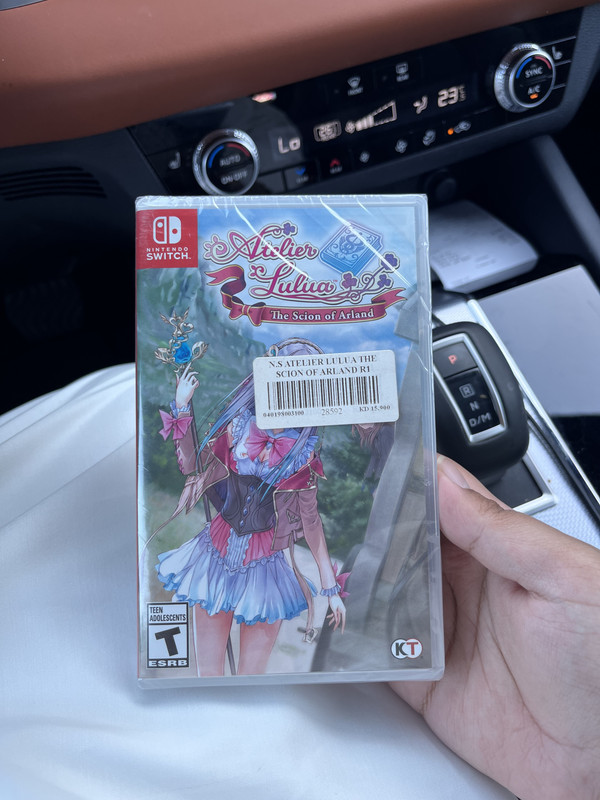 SYNC
A/C
23°
Lo
AUTO
ON·OFF
NINTENDO
SWITCH™
Atelier
Lulua
The Scion of Arland
N.S ATELIER LULUA THE
SCION OF ARLAND R1
040198003100 28592 KD 15.900
P
R
N
D/M
TEEN
ADOLESCENTS
T
ESRB
KT